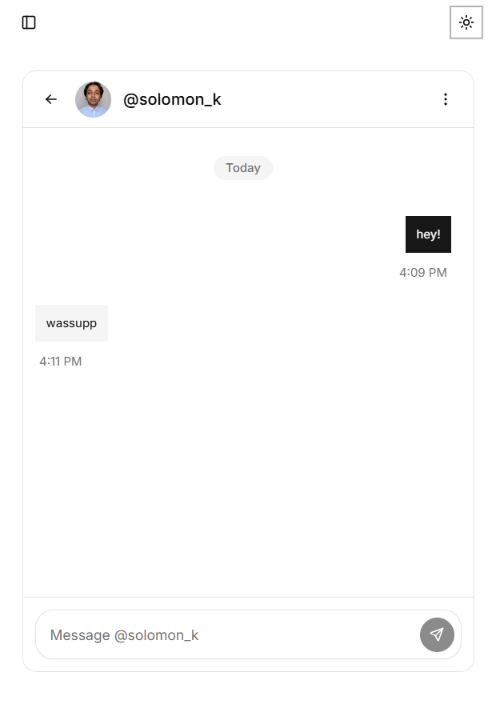 @solomon_k
Today
hey!
4:09 PM
wassupp
4:11 PM
Message @solomon_k